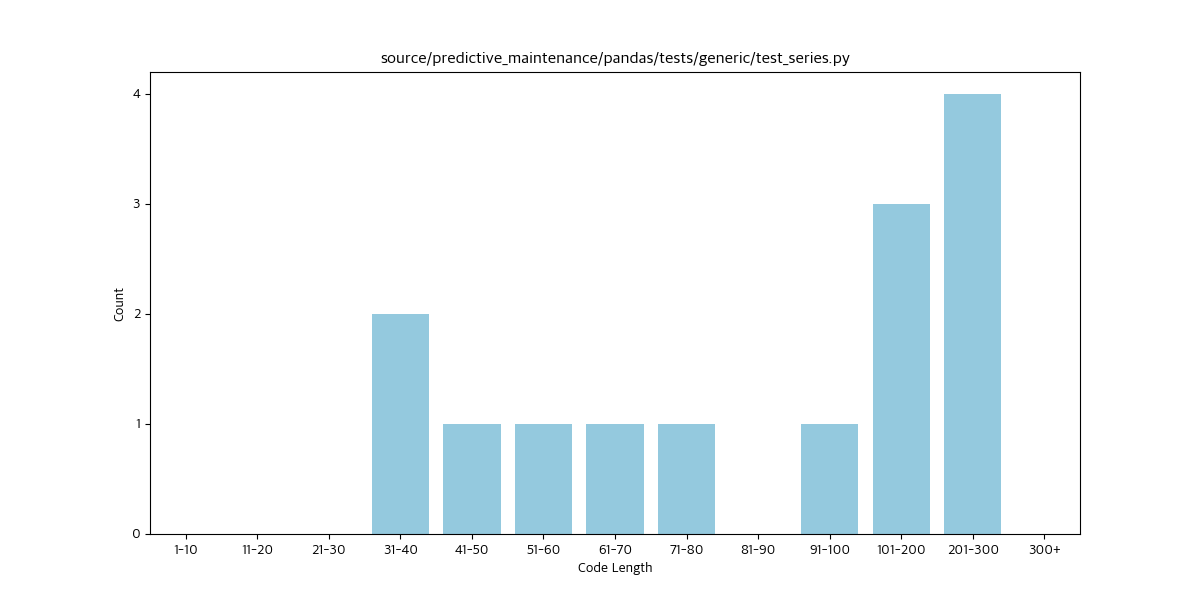 source/predictive_maintenance/pandas/tests/generic/test_series.py
4
3
2
1
0
Count
1-10 11-20 21-30 31-40 41-50 51-60 61-70 71-80 81-90 91-100 101-200 201-300 300+
Code Length